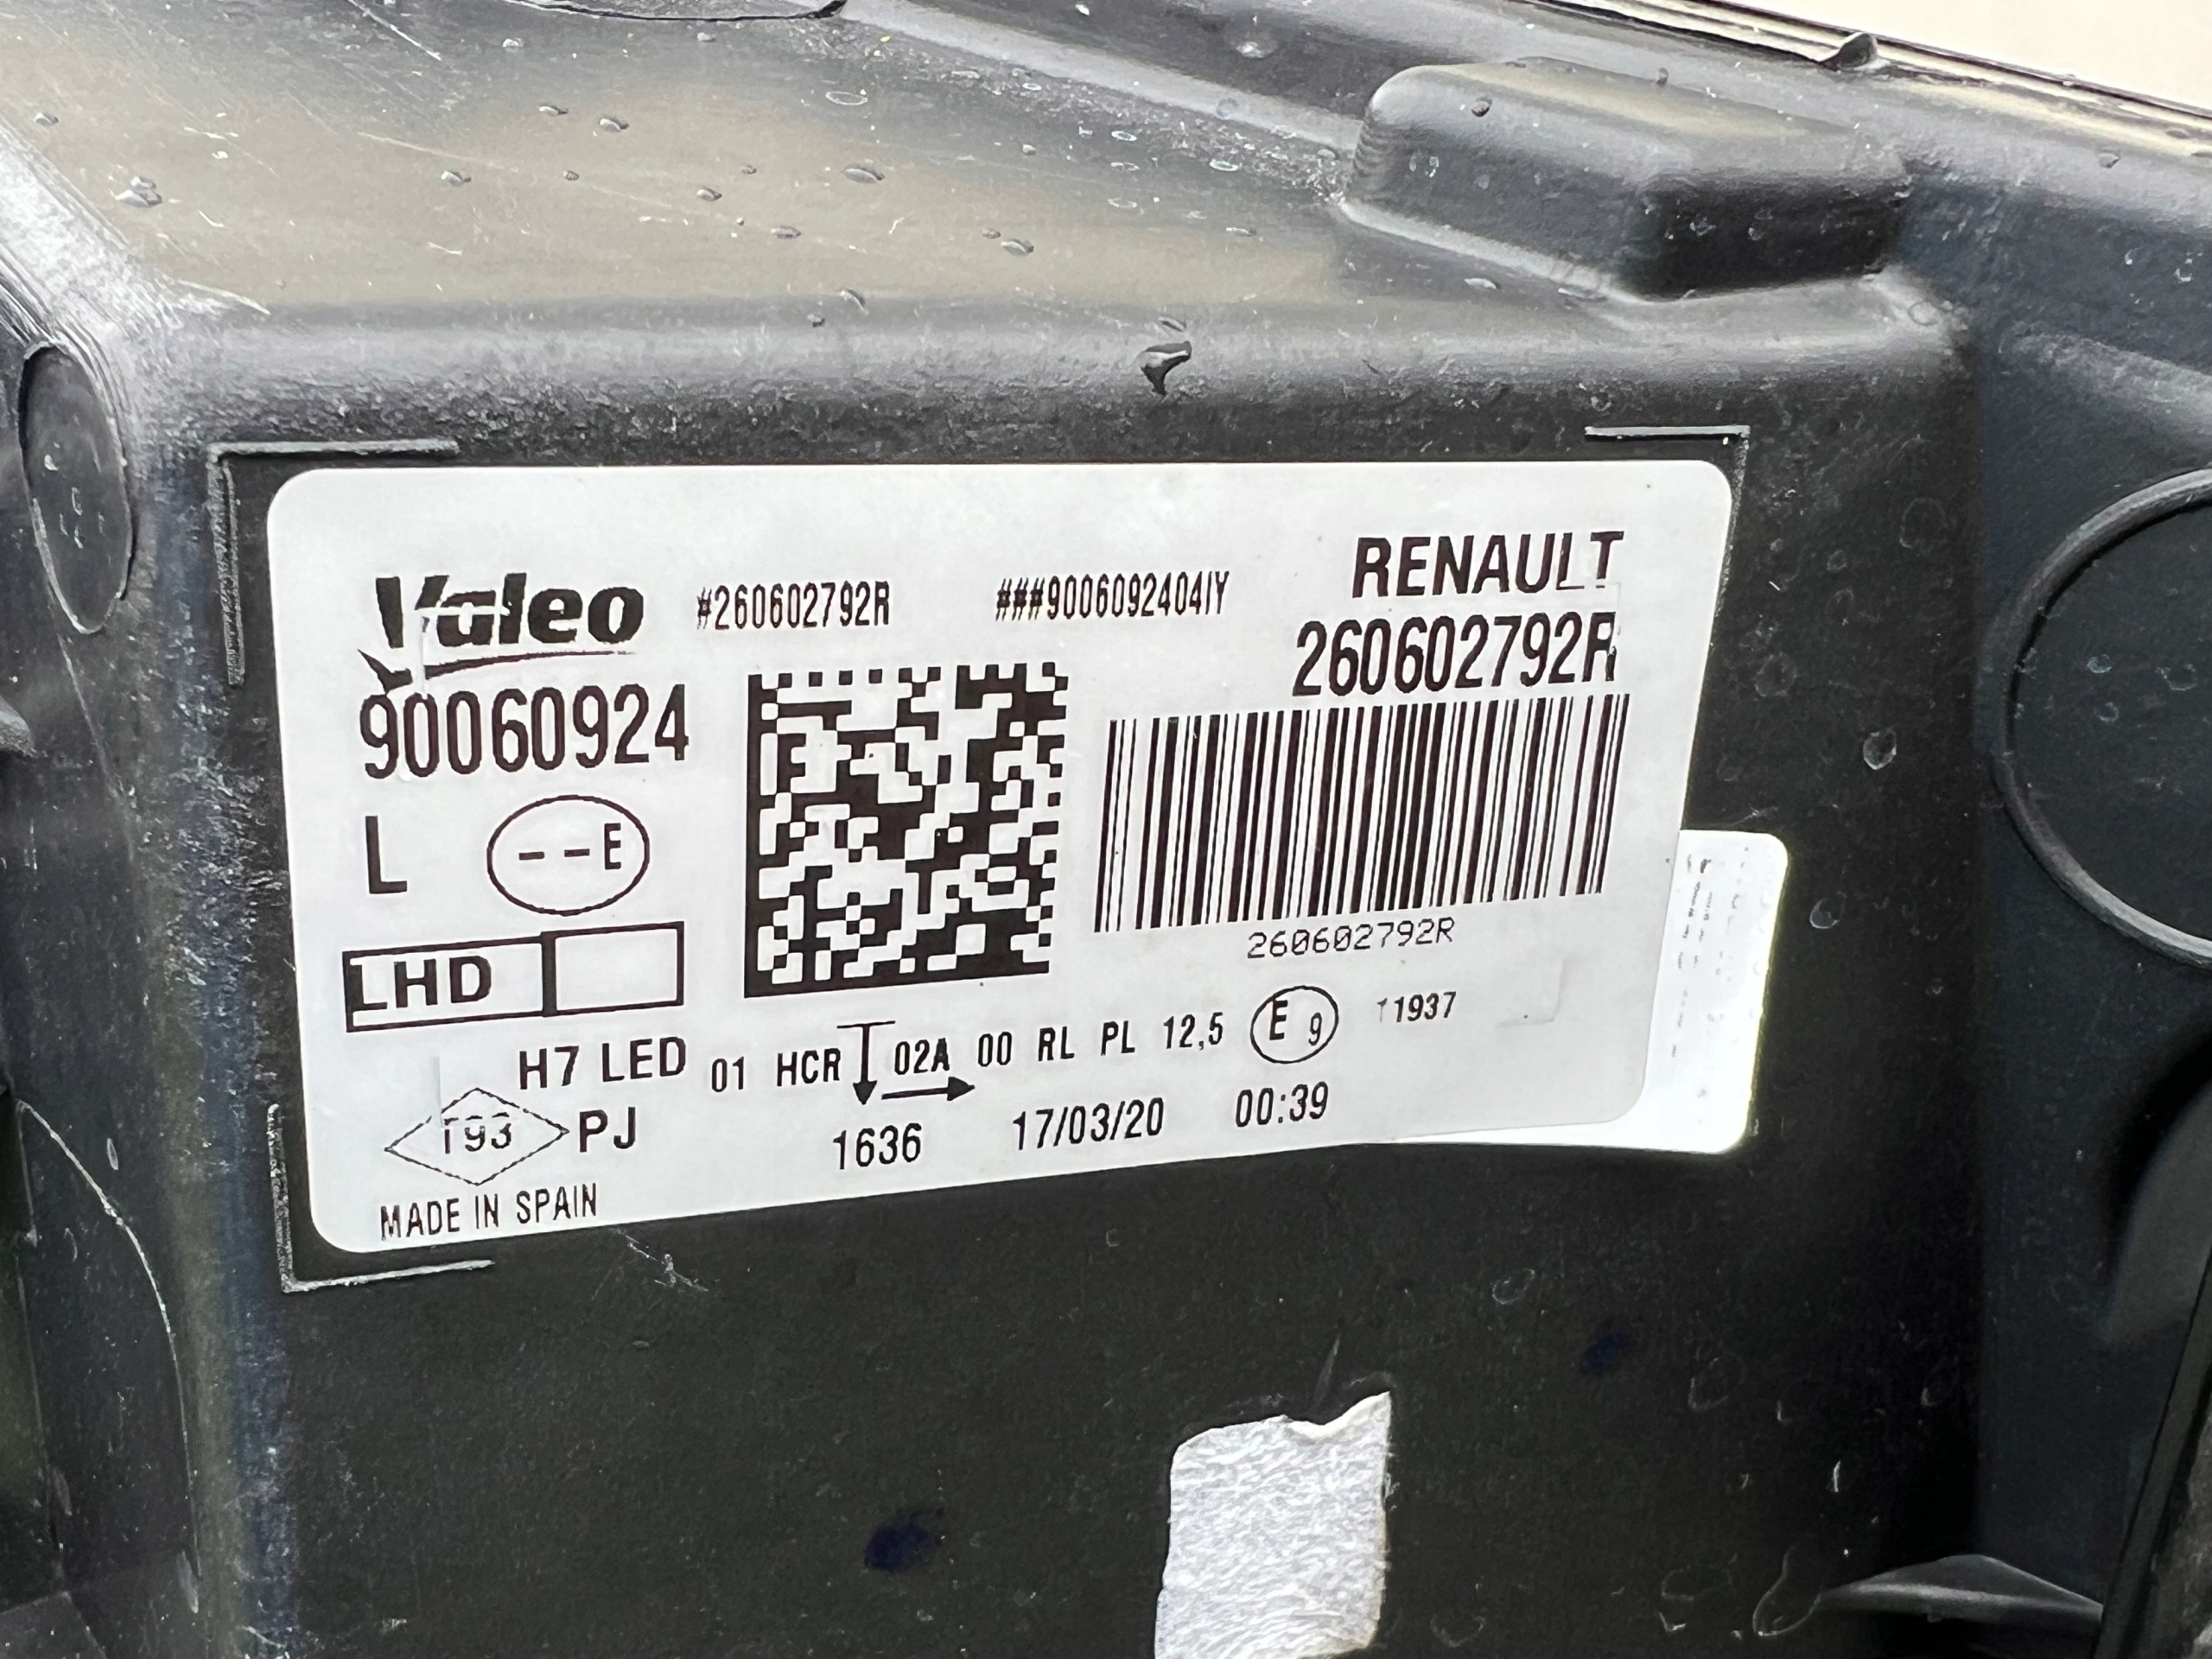 Valeo #260602792R ###9006092404IY RENAULT
260602792R
90060924
L --E
260602792R
LHD
H7 LED 01 HCR 02A 00 RL PL 12,5 E 9 11937
T93 PJ 1636 17/03/20 00:39
MADE IN SPAIN